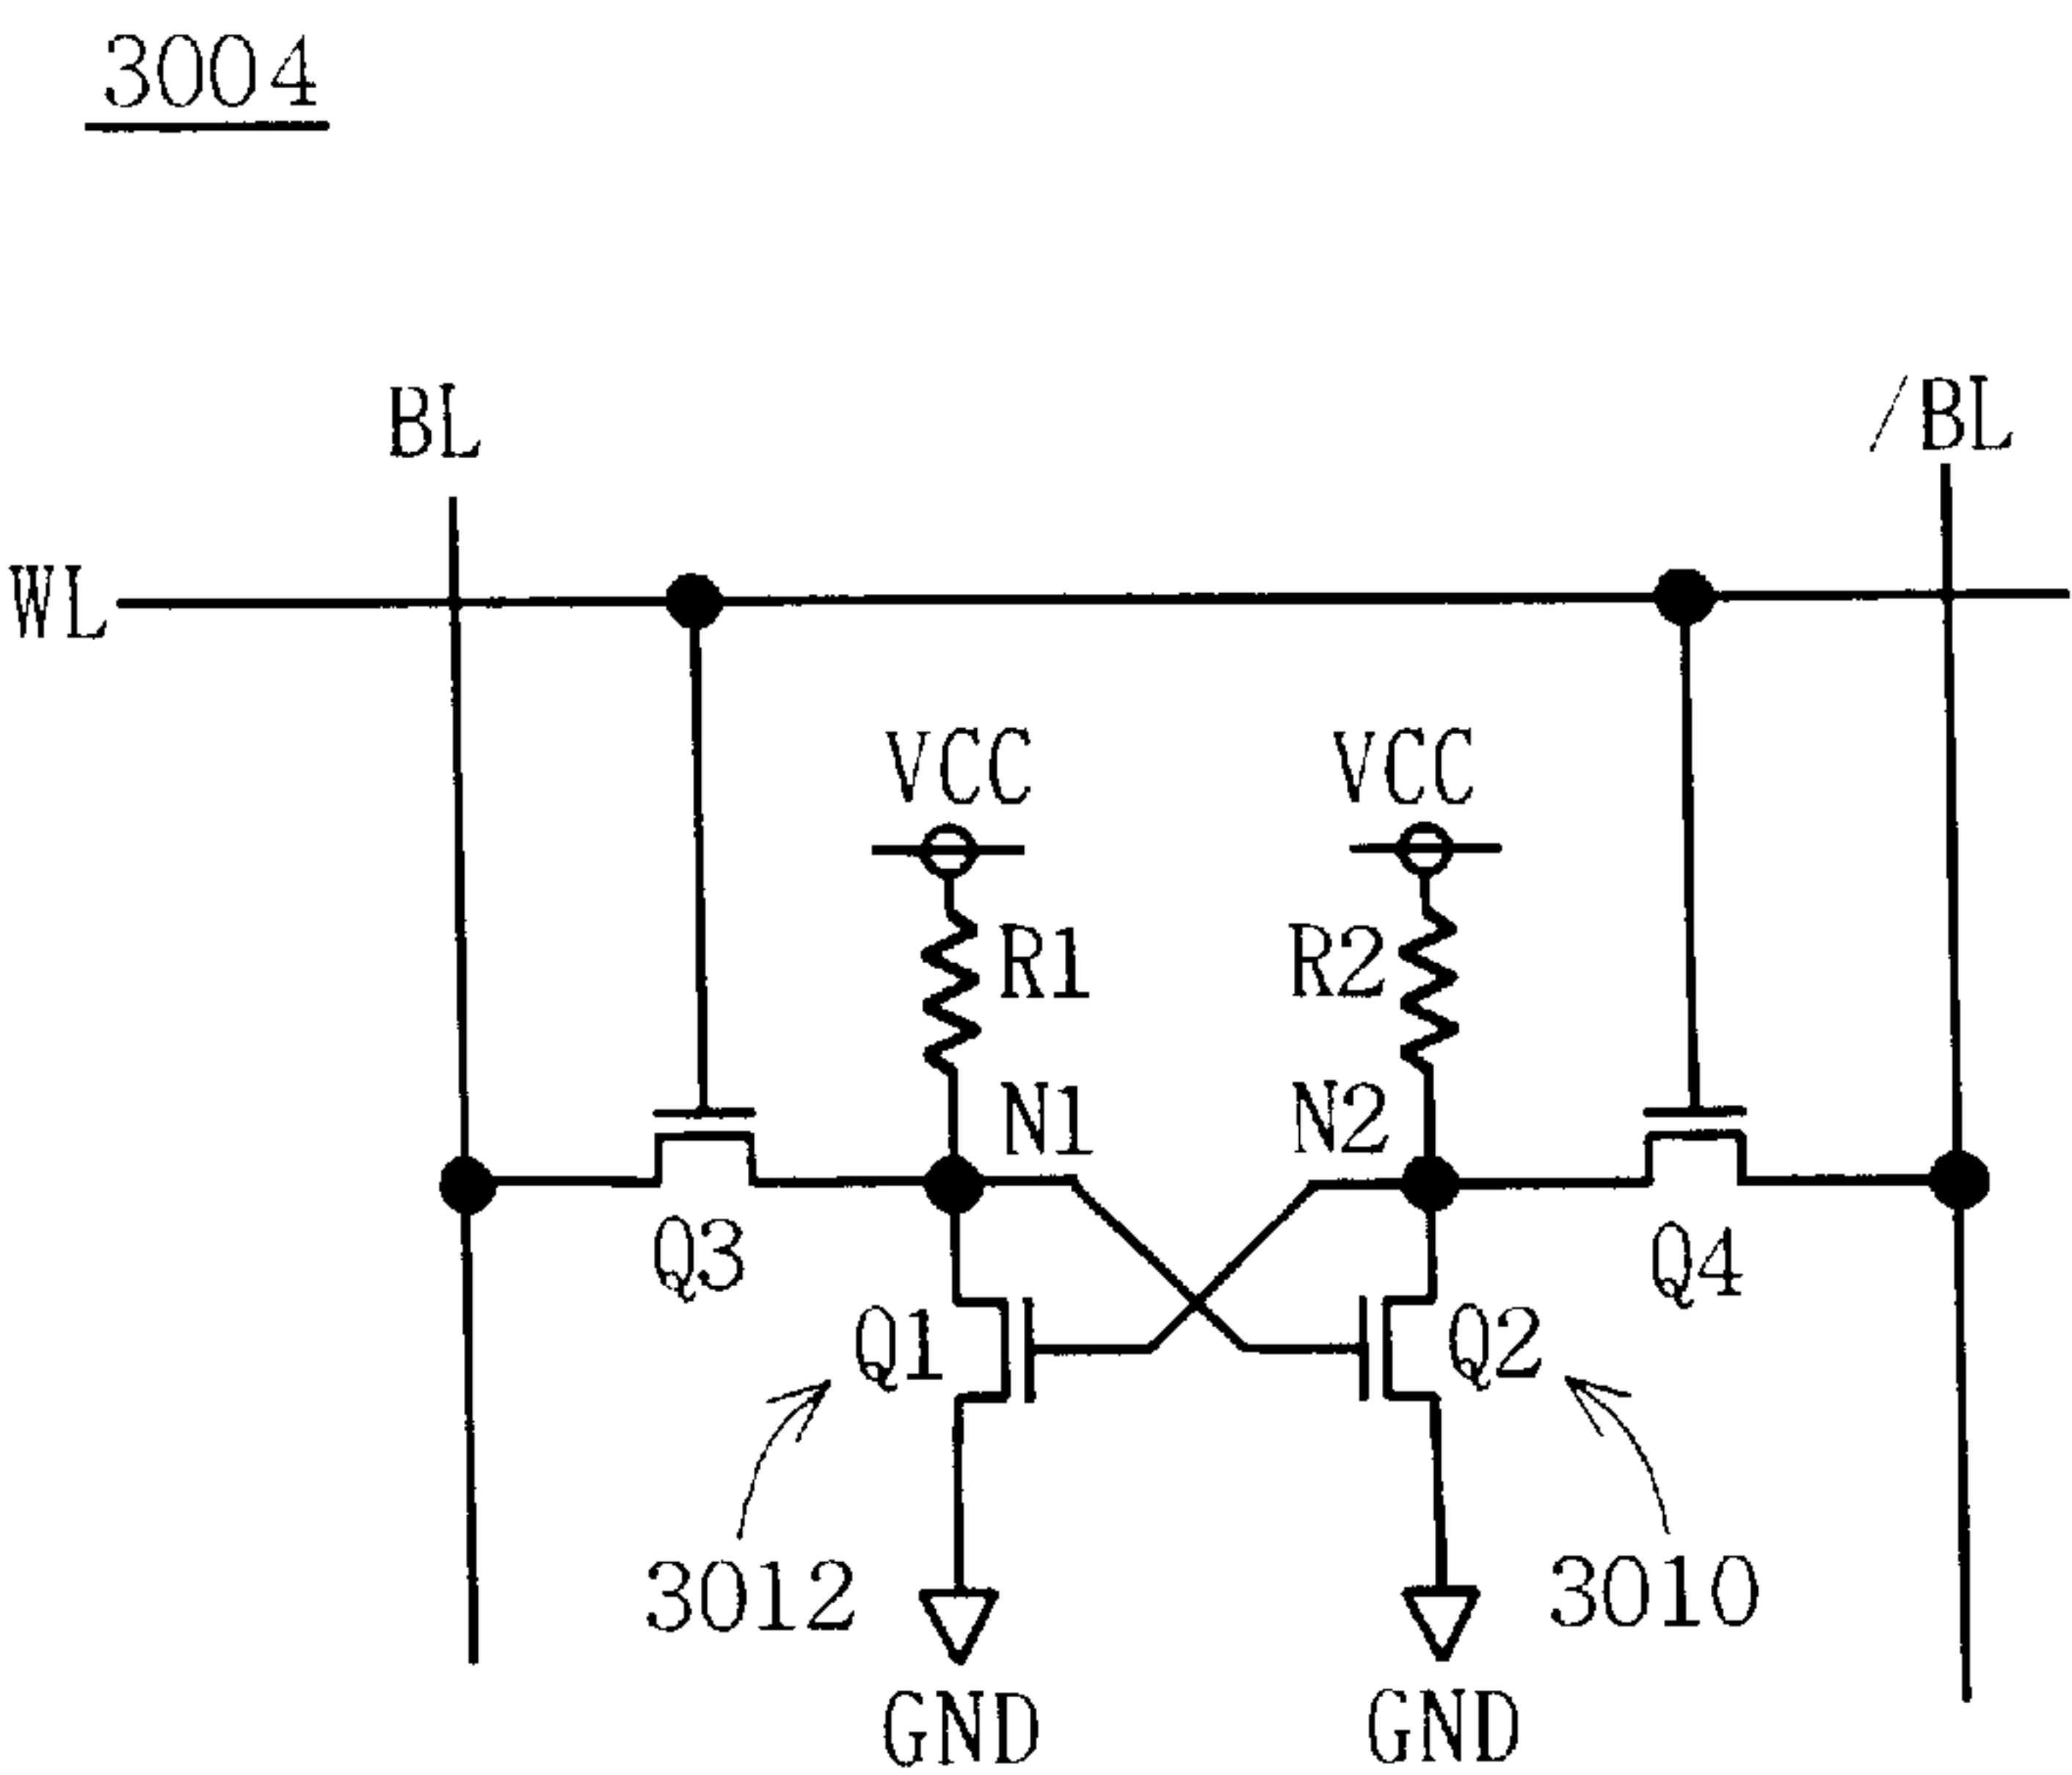 3004
BL
/BL
WL
VCC
VCC
R1
R2
N1
N2
Q3
Q4
Q1
Q2
3012
3010
GND
GND